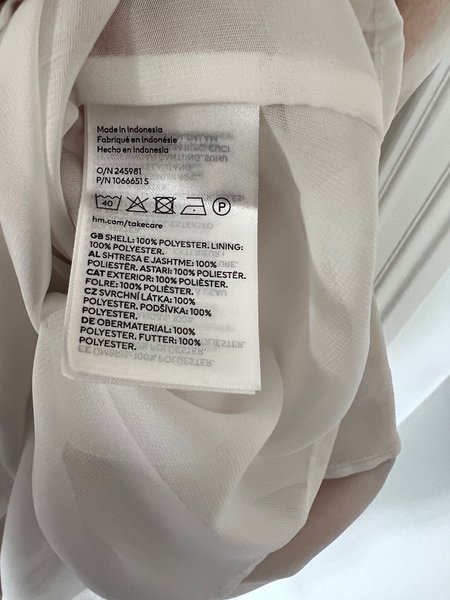 Made in Indonesia
Fabriqué en Indonésie
Hecho en Indonesia
O/N 245981
P/N 10666515
40 P
hm.com/takecare
GB SHELL: 100% POLYESTER. LINING:
100% POLYESTER.
AL SHTRESA E JASHTME: 100%
POLIESTËR. ASTARI: 100% POLIESTËR.
CAT EXTERIOR: 100% POLIÈSTER.
FOLRE: 100% POLIÈSTER.
CZ SVRCHNÍ LÁTKA: 100%
POLYESTER. PODŠÍVKA: 100%
POLYESTER.
DE OBERMATERIAL: 100%
POLYESTER. FUTTER: 100%
POLYESTER.